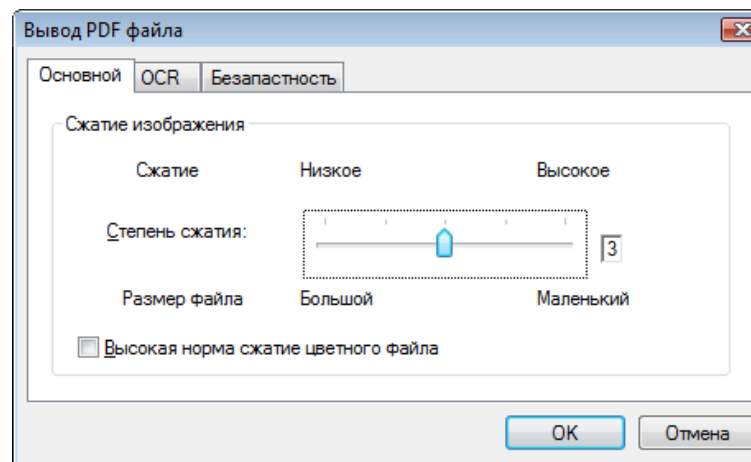 Вывод PDF файла
Основной OCR Безапастность
Сжатие изображения
Сжатие Низкое Высокое
Степень сжатия: 3
Размер файла Большой Маленький
Высокая норма сжатие цветного файла
OK Отмена